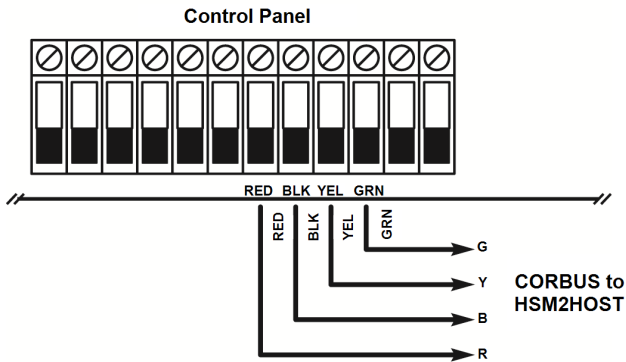 Control Panel
RED BLK YEL GRN
RED BLK YEL GRN
G
Y
CORBUS to
HSM2HOST
B
R